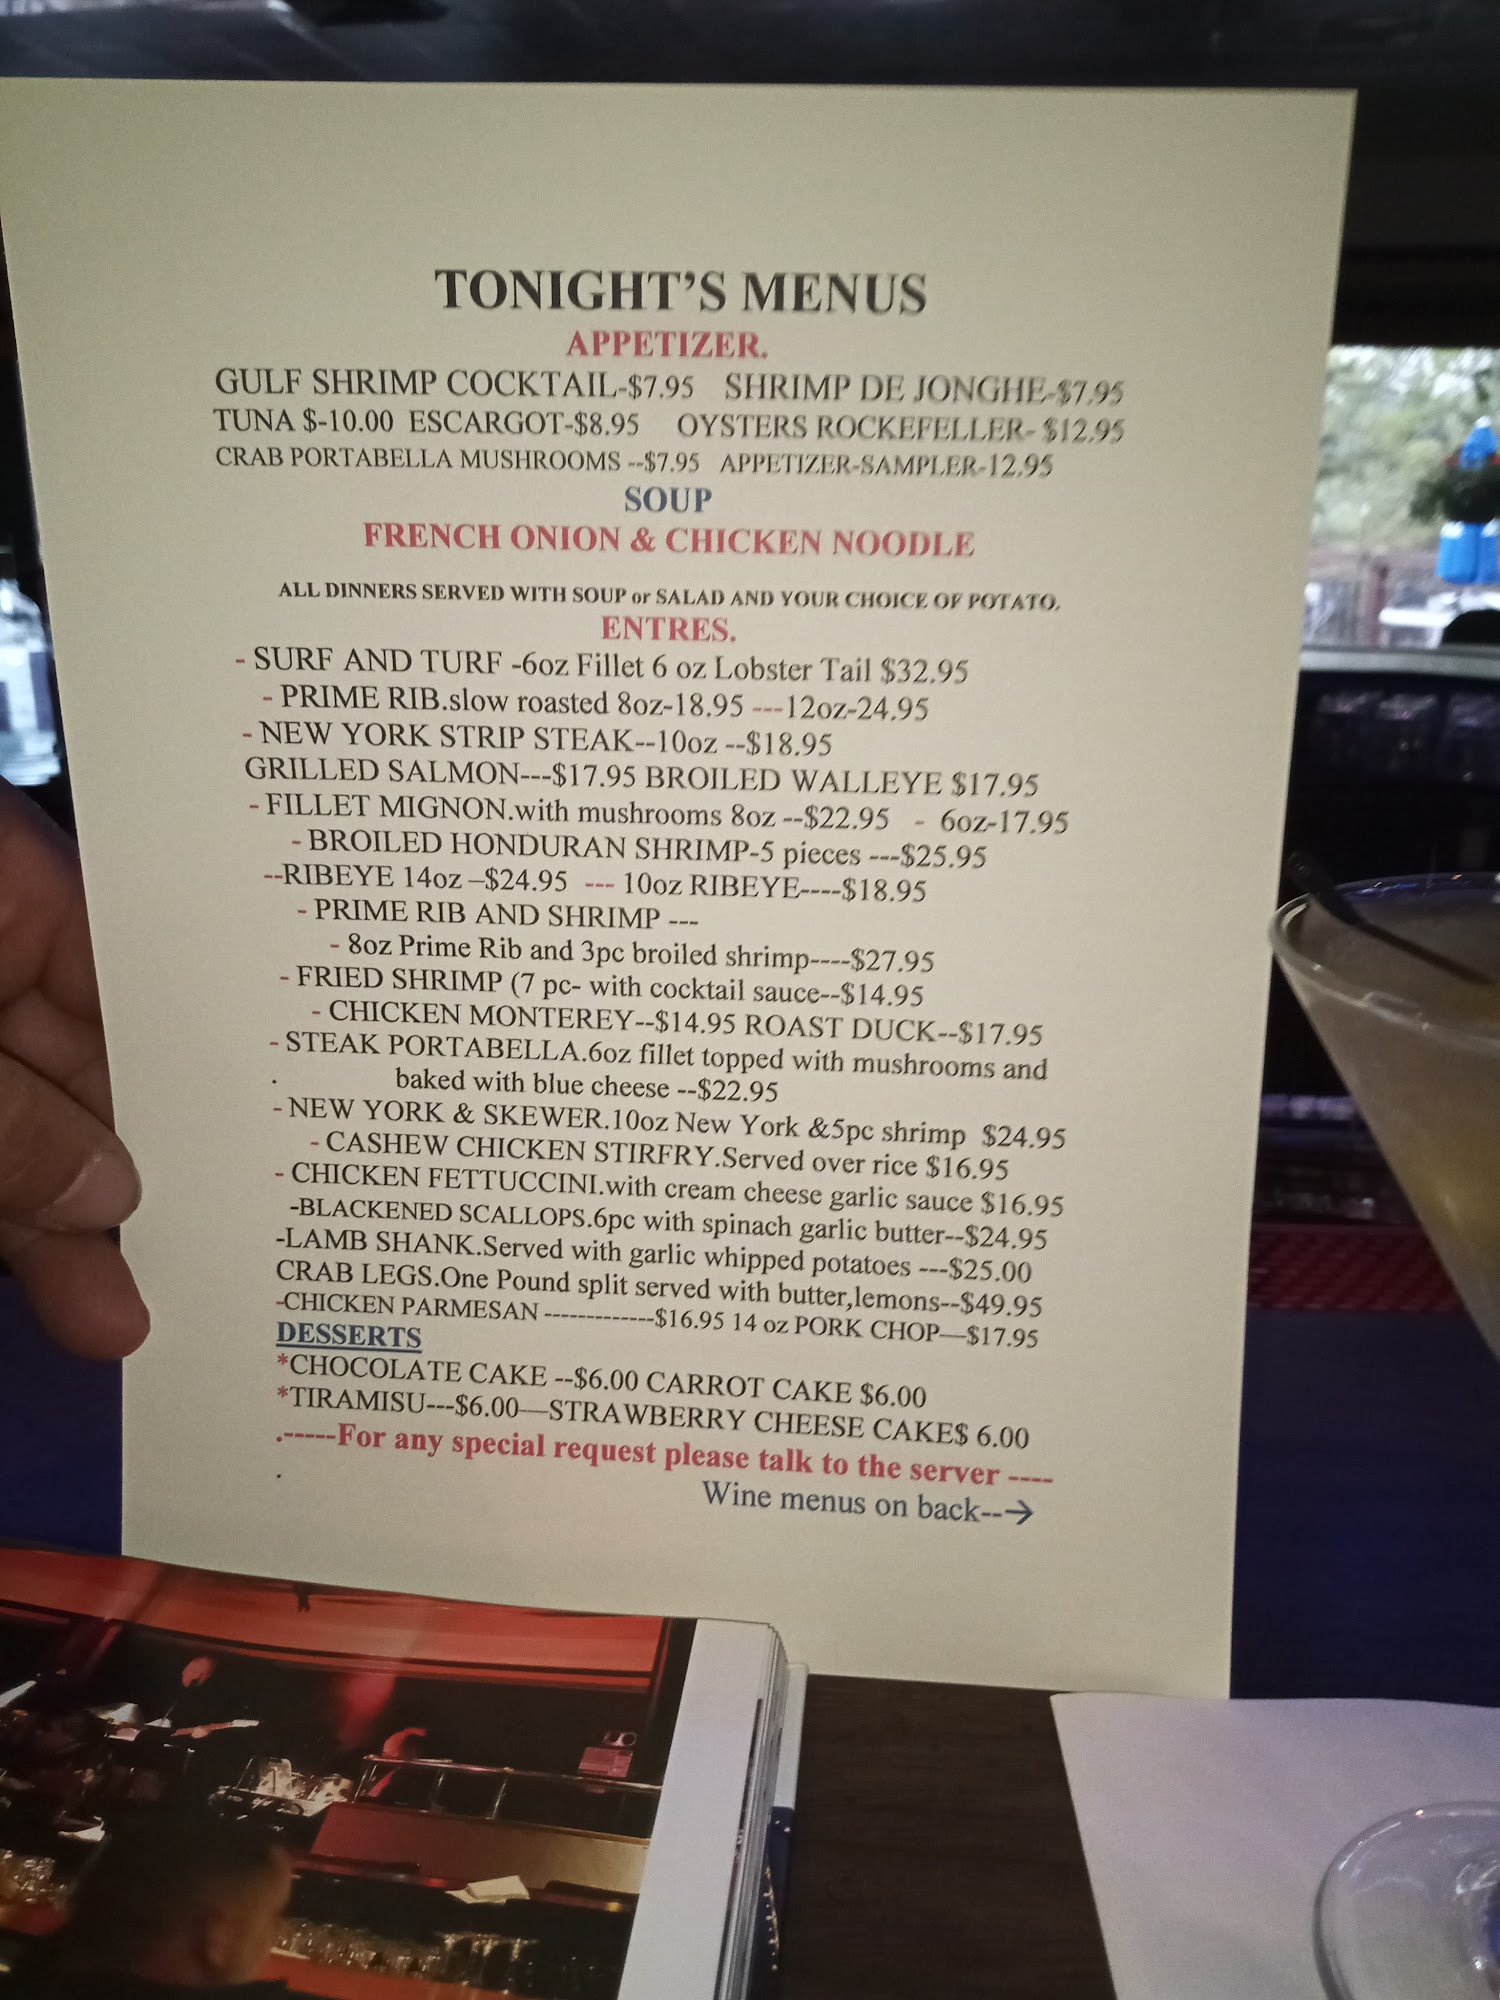 TONIGHT'S MENUS
APPETIZER.
GULF SHRIMP COCKTAIL-$7.95 SHRIMP DE JONGHE-$7.95
TUNA $-10.00 ESCARGOT-$8.95 OYSTERS ROCKEFELLER- $12.95
CRAB PORTABELLA MUSHROOMS --$7.95 APPETIZER-SAMPLER-12.95
SOUP
FRENCH ONION & CHICKEN NOODLE
ALL DINNERS SERVED WITH SOUP or SALAD AND YOUR CHOICE OF POTATO.
ENTRES.
- SURF AND TURF -6oz Fillet 6 oz Lobster Tail $32.95
- PRIME RIB.slow roasted 8oz-18.95 ---12oz-24.95
- NEW YORK STRIP STEAK--10oz --$18.95
GRILLED SALMON---$17.95 BROILED WALLEYE $17.95
- FILLET MIGNON.with mushrooms 8oz --$22.95 - 6oz-17.95
- BROILED HONDURAN SHRIMP-5 pieces ---$25.95
--RIBEYE 14oz –$24.95 --- 10oz RIBEYE----$18.95
- PRIME RIB AND SHRIMP ---
- 8oz Prime Rib and 3pc broiled shrimp----$27.95
- FRIED SHRIMP (7 pc- with cocktail sauce--$14.95
- CHICKEN MONTEREY--$14.95 ROAST DUCK--$17.95
- STEAK PORTABELLA.6oz fillet topped with mushrooms and
. baked with blue cheese --$22.95
- NEW YORK & SKEWER.10oz New York &5pc shrimp $24.95
- CASHEW CHICKEN STIRFRY.Served over rice $16.95
- CHICKEN FETTUCCINI.with cream cheese garlic sauce $16.95
-BLACKENED SCALLOPS.6pc with spinach garlic butter--$24.95
-LAMB SHANK.Served with garlic whipped potatoes ---$25.00
CRAB LEGS.One Pound split served with butter,lemons--$49.95
-CHICKEN PARMESAN -------------$16.95 14 oz PORK CHOP—$17.95
DESSERTS
*CHOCOLATE CAKE --$6.00 CARROT CAKE $6.00
*TIRAMISU---$6.00—STRAWBERRY CHEESE CAKE$ 6.00
.-----For any special request please talk to the server ----
.
Wine menus on back--→